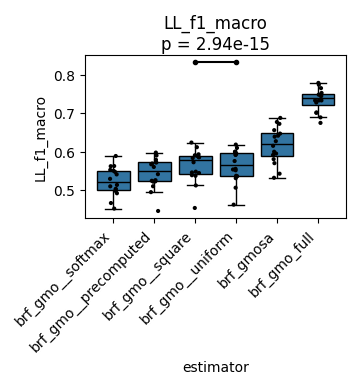 LL_f1_macro
p = 2.94e-15
LL_f1_macro
0.8
0.7
0.6
0.5
brf_gmo__softmax
brf_gmo__precomputed
brf_gmo__square
brf_gmo__uniform
brf_gmosa
brf_gmo_full
estimator